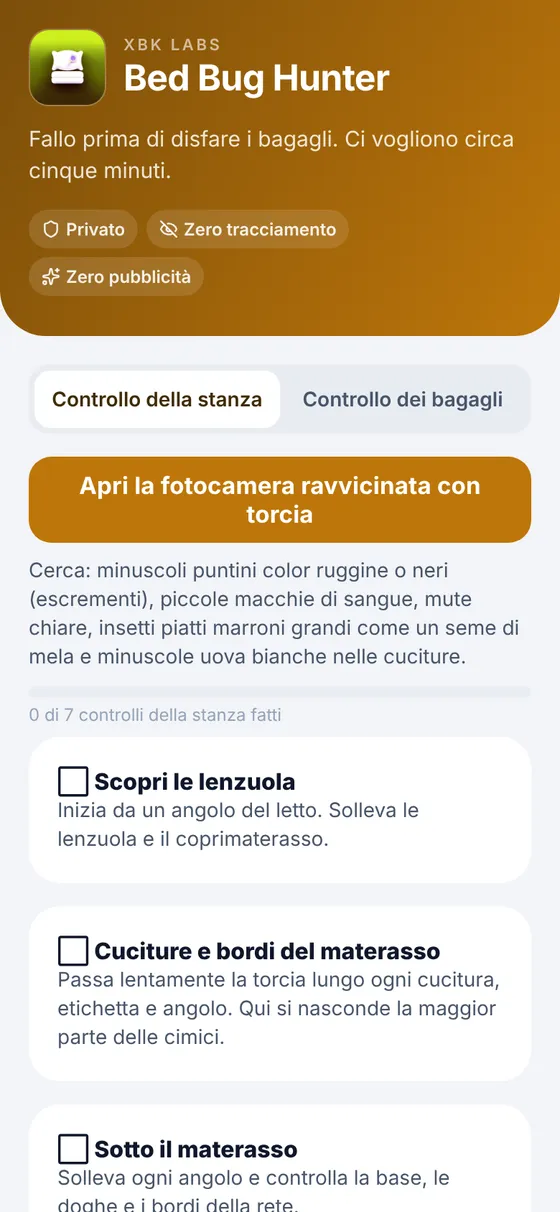 XBK LABS
Bed Bug Hunter
Fallo prima di disfare i bagagli. Ci vogliono circa
cinque minuti.
Privato
Zero tracciamento
Zero pubblicità
Controllo della stanza
Controllo dei bagagli
Apri la fotocamera ravvicinata con
torcia
Cerca: minuscoli puntini color ruggine o neri
(escrementi), piccole macchie di sangue, mute
chiare, insetti piatti marroni grandi come un seme di
mela e minuscole uova bianche nelle cuciture.
0 di 7 controlli della stanza fatti
Scopri le lenzuola
Inizia da un angolo del letto. Solleva le
lenzuola e il coprimaterasso.
Cuciture e bordi del materasso
Passa lentamente la torcia lungo ogni cucitura,
etichetta e angolo. Qui si nasconde la maggior
parte delle cimici.
Sotto il materasso
Solleva ogni angolo e controlla la base, le
doghe e i bordi della rete.